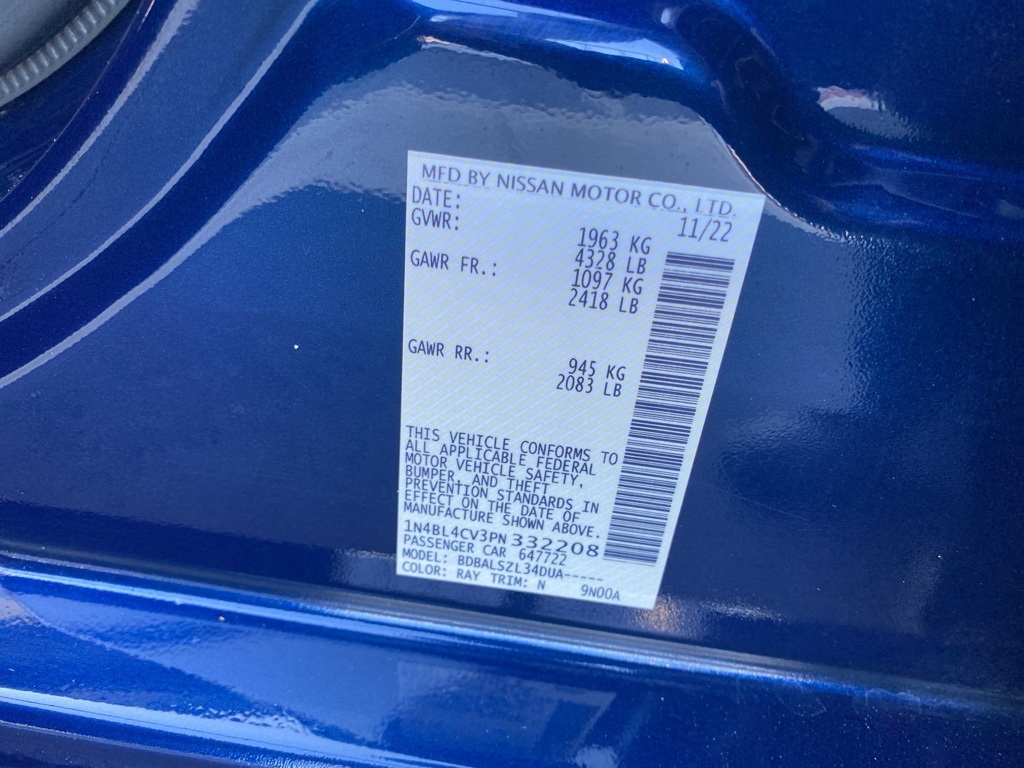 MFD BY NISSAN MOTOR CO., LTD.
DATE: 11/22
GVWR: 1963 KG
4328 LB
GAWR FR.: 1097 KG
2418 LB
GAWR RR.: 945 KG
2083 LB
THIS VEHICLE CONFORMS TO
ALL APPLICABLE FEDERAL
MOTOR VEHICLE SAFETY,
BUMPER, AND THEFT
PREVENTION STANDARDS IN
EFFECT ON THE DATE OF
MANUFACTURE SHOWN ABOVE.
1N4BL4CV3PN332208
PASSENGER CAR 647722
MODEL: BDBALSZL34DUA-----
COLOR: RAY TRIM: N 9N00A